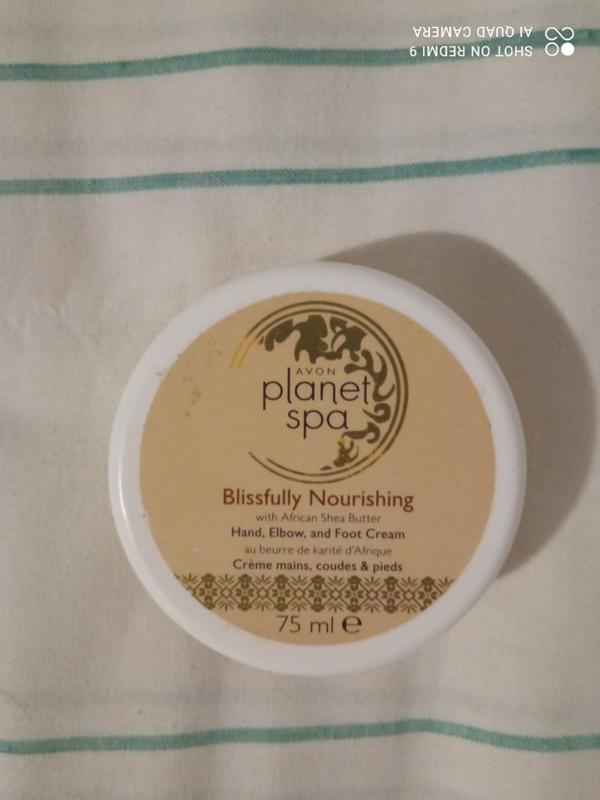 SHOT ON REDMI 9
AI QUAD CAMERA
AVON
planet
spa
Blissfully Nourishing
with African Shea Butter
Hand, Elbow, and Foot Cream
au beurre de karité d'Afrique
Crème mains, coudes & pieds
75 ml ℮